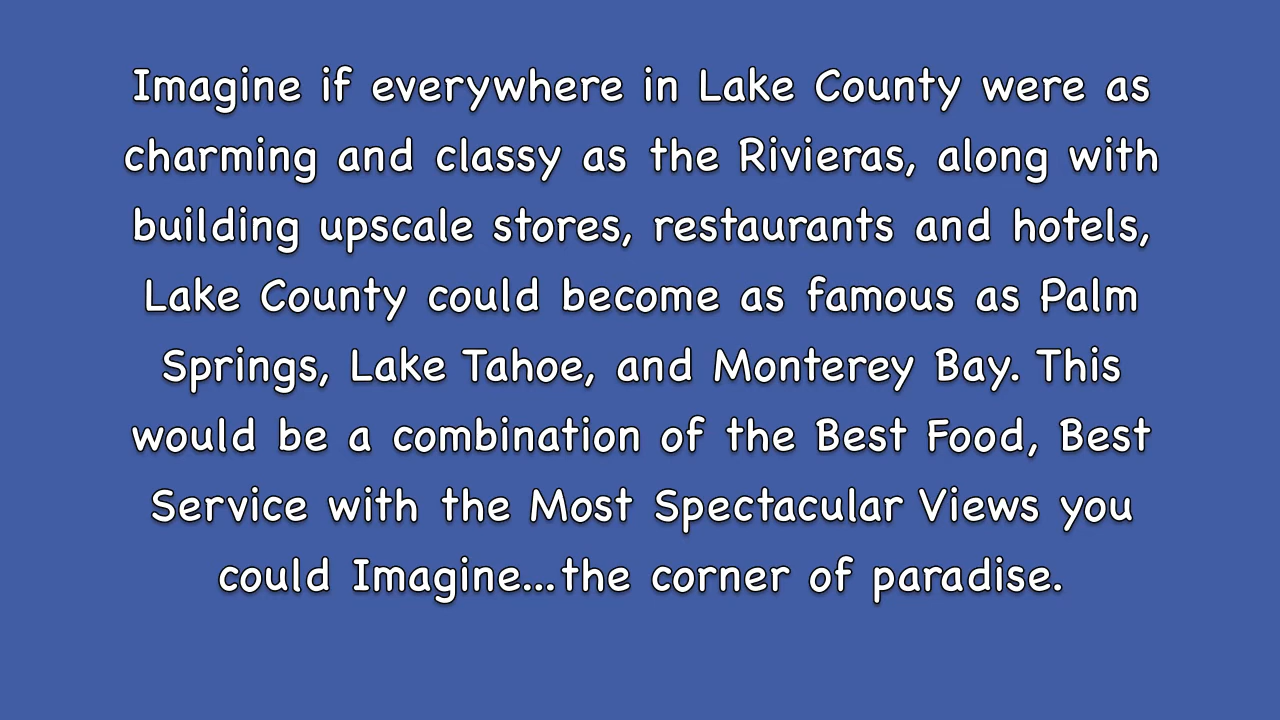 Imagine if everywhere in Lake County were as
charming and classy as the Rivieras, along with
building upscale stores, restaurants and hotels,
Lake County could become as famous as Palm
Springs, Lake Tahoe, and Monterey Bay. This
would be a combination of the Best Food, Best
Service with the Most Spectacular Views you
could Imagine...the corner of paradise.